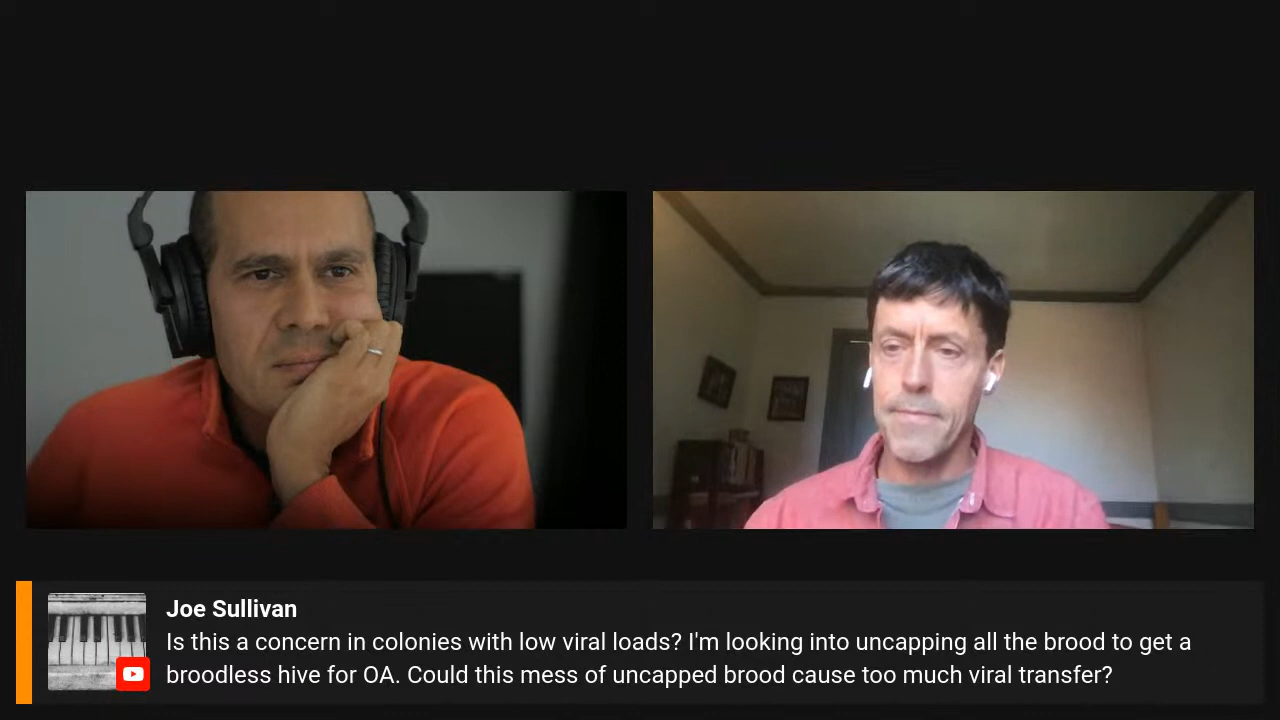 Joe Sullivan
Is this a concern in colonies with low viral loads? I'm looking into uncapping all the brood to get a
broodless hive for OA. Could this mess of uncapped brood cause too much viral transfer?